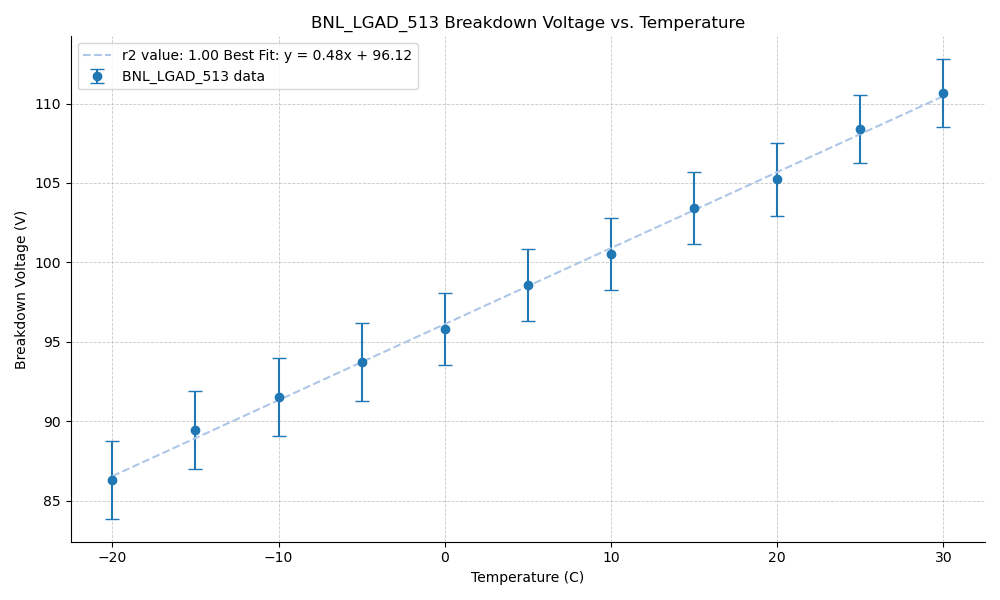 BNL_LGAD_513 Breakdown Voltage vs. Temperature
r2 value: 1.00 Best Fit: y = 0.48x + 96.12
BNL_LGAD_513 data
Breakdown Voltage (V)
110
105
100
95
90
85
−20
−10
0
10
20
30
Temperature (C)